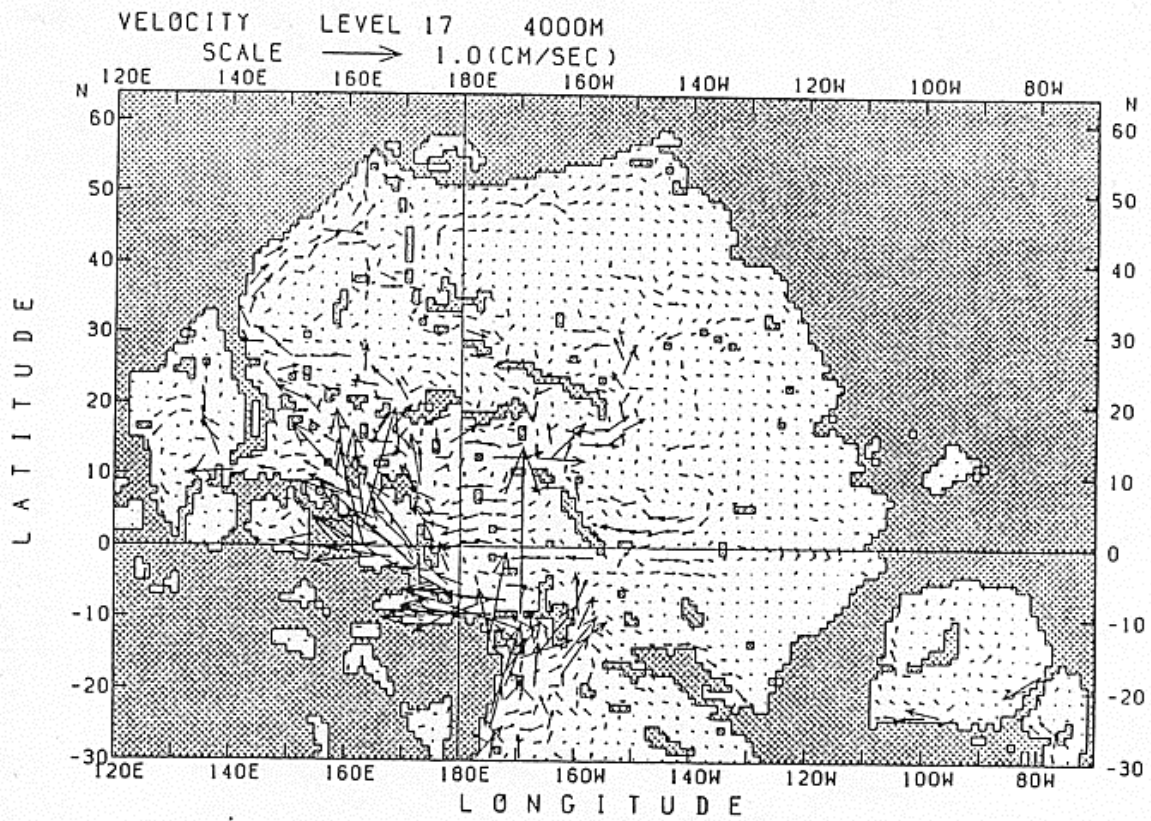 VELOCITY LEVEL 17 4000M
SCALE 1.0(CM/SEC)
120E 140E 160E 180E 160W 140W 120W 100W 80W
N N
60 60
50 50
40 40
30 30
20 20
10 10
0 0
-10 -10
-20 -20
-30 -30
120E 140E 160E 180E 160W 140W 120W 100W 80W
LATITUDE
LONGITUDE